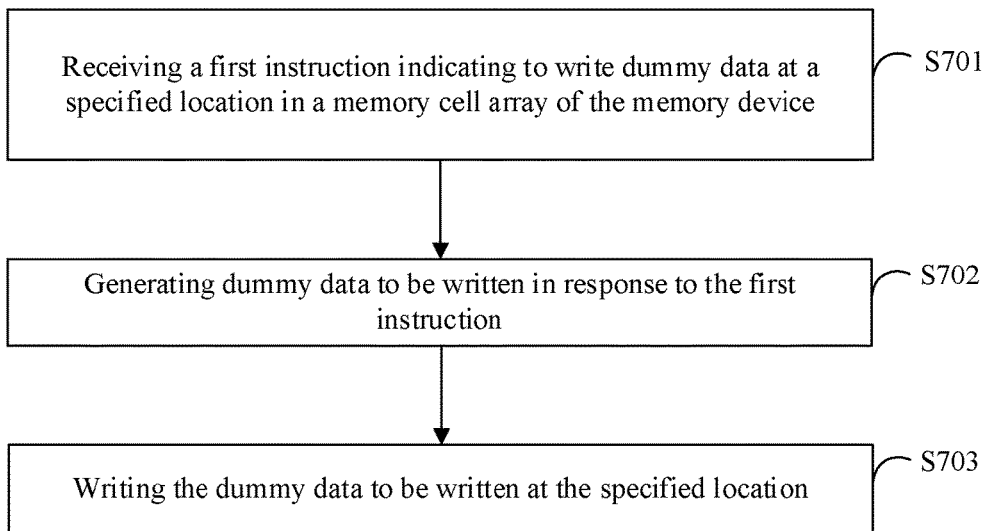 Receiving a first instruction indicating to write dummy data at a
specified location in a memory cell array of the memory device
S701
Generating dummy data to be written in response to the first
instruction
S702
Writing the dummy data to be written at the specified location
S703